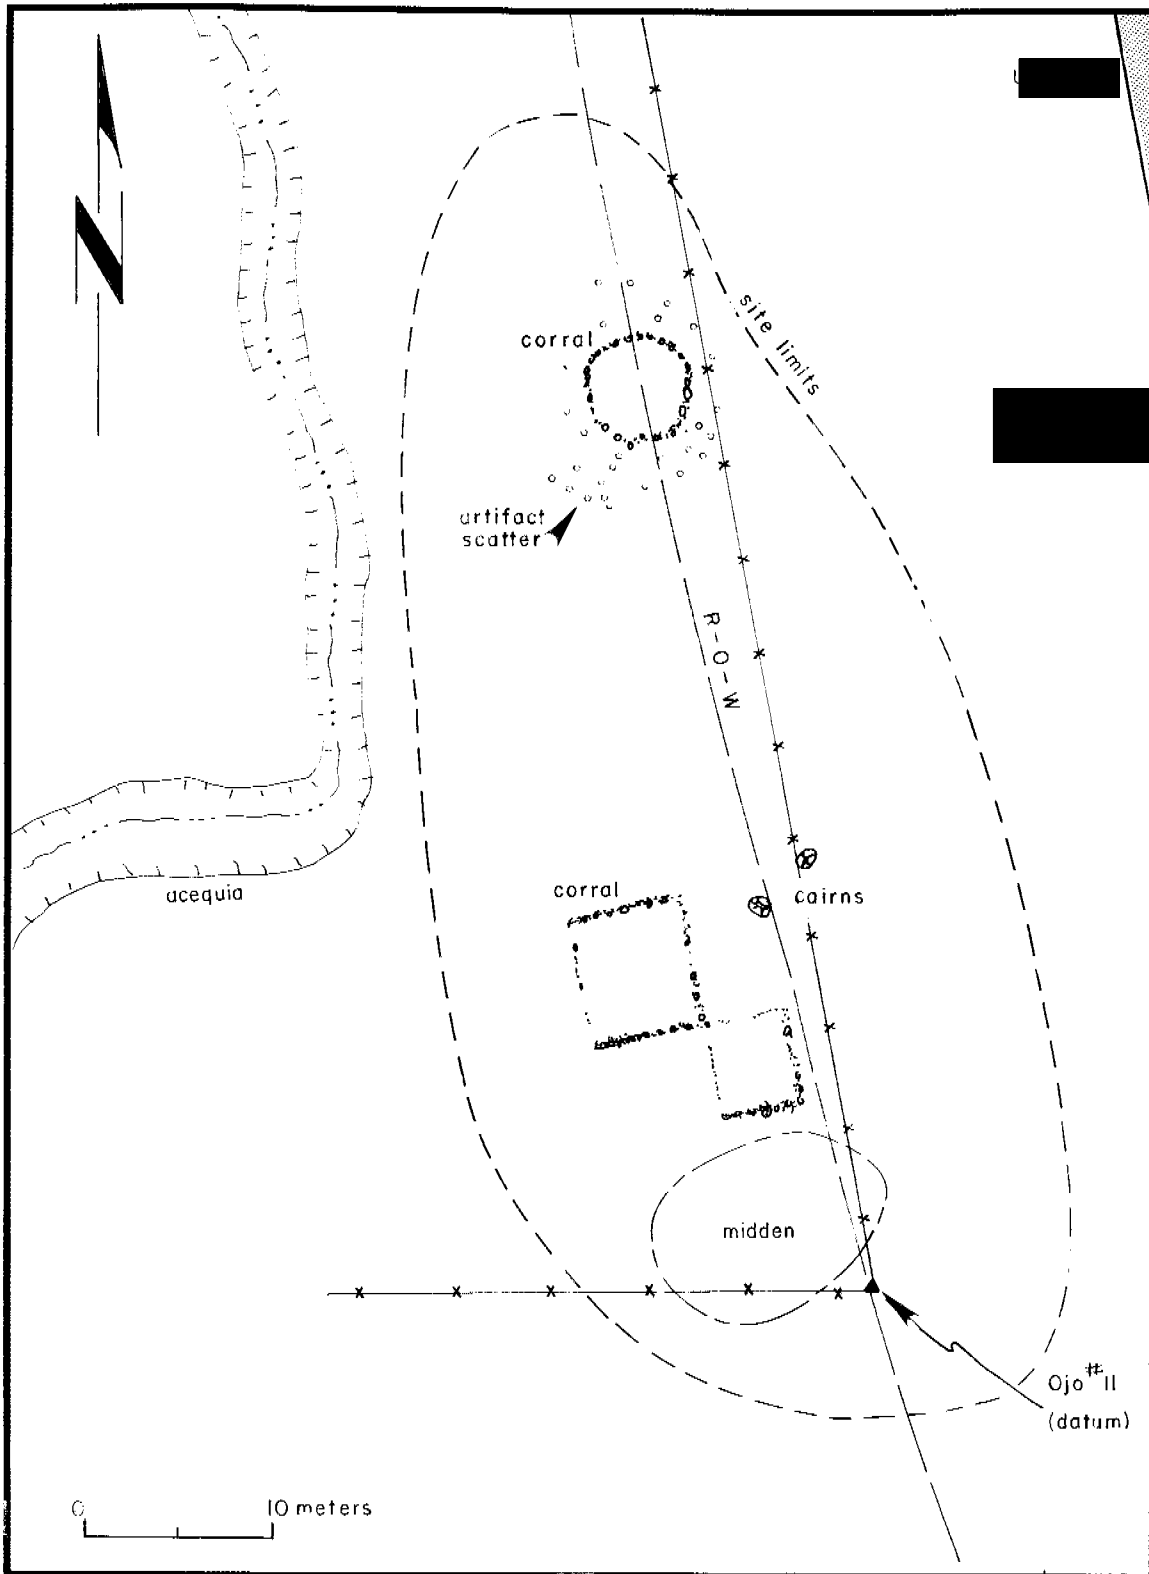 N
site limits
corral
artifact
scatter
R-O-W
corral
cairns
acequia
midden
Ojo #11
(datum)
0 10 meters